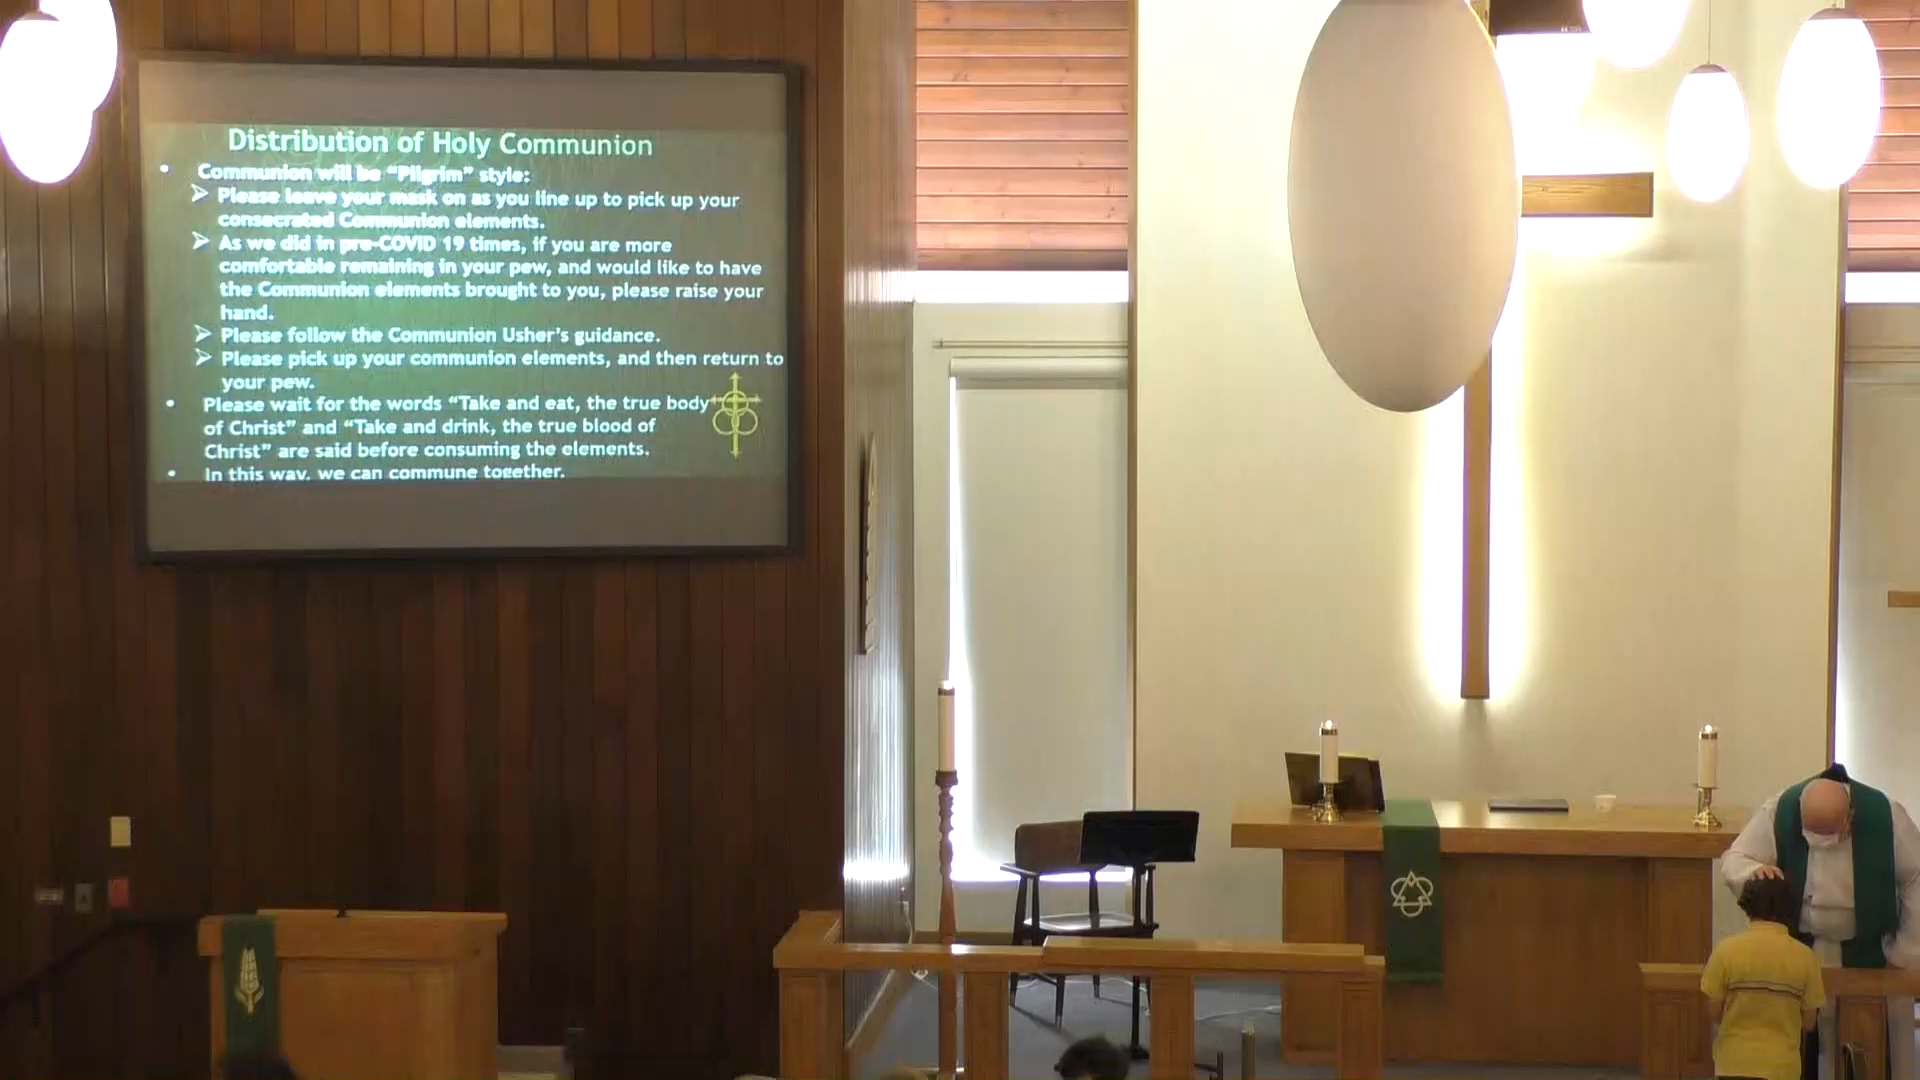 Distribution of Holy Communion
• Communion will be "Pilgrim" style:
➢ Please leave your mask on as you line up to pick up your
consecrated Communion elements.
➢ As we did in pre-COVID 19 times, if you are more
comfortable remaining in your pew, and would like to have
the Communion elements brought to you, please raise your
hand.
➢ Please follow the Communion Usher's guidance.
➢ Please pick up your communion elements, and then return to
your pew.
• Please wait for the words "Take and eat, the true body
of Christ" and "Take and drink, the true blood of
Christ" are said before consuming the elements.
• In this way, we can commune together.